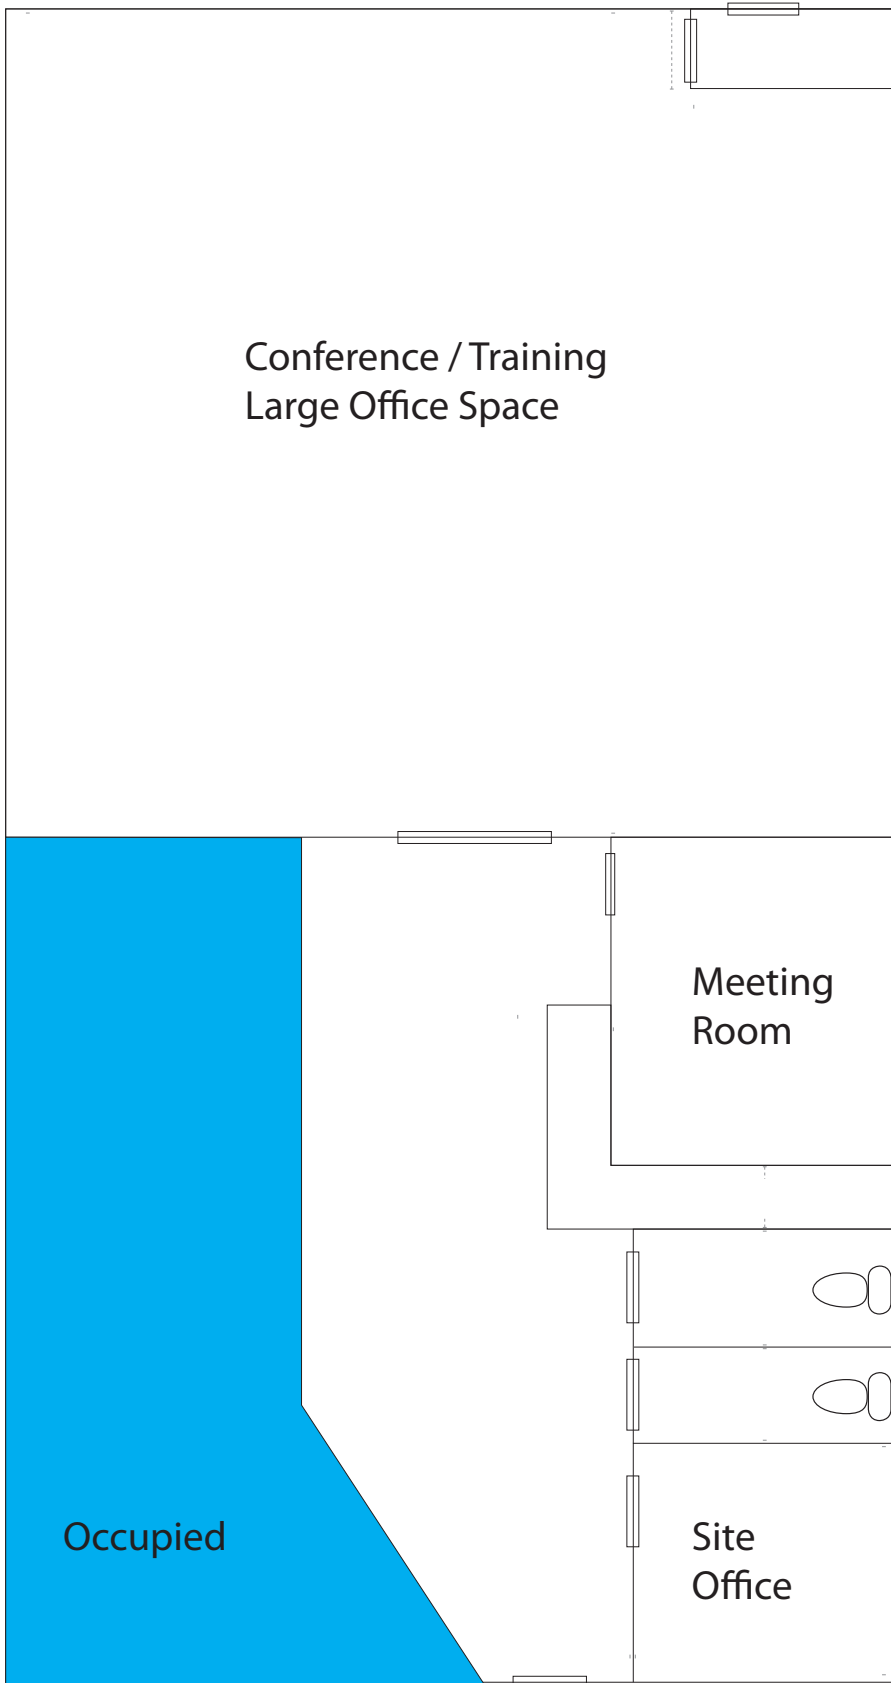 Conference / Training
Large Office Space
Meeting
Room
Occupied
Site
Office